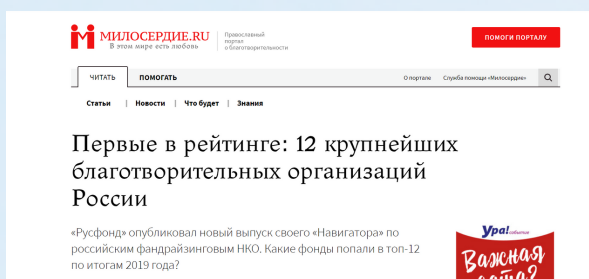 МИЛОСЕРДИЕ.RU
В этом мире есть любовь
Православный
портал
о благотворительности
ПОМОГИ ПОРТАЛУ
ЧИТАТЬ
ПОМОГАТЬ
О портале
Служба помощи «Милосердие»
Статьи | Новости | Что будет | Знания
Первые в рейтинге: 12 крупнейших
благотворительных организаций
России
«Русфонд» опубликовал новый выпуск своего «Навигатора» по
российским фандрайзинговым НКО. Какие фонды попали в топ-12
по итогам 2019 года?
Ура! события
Важная